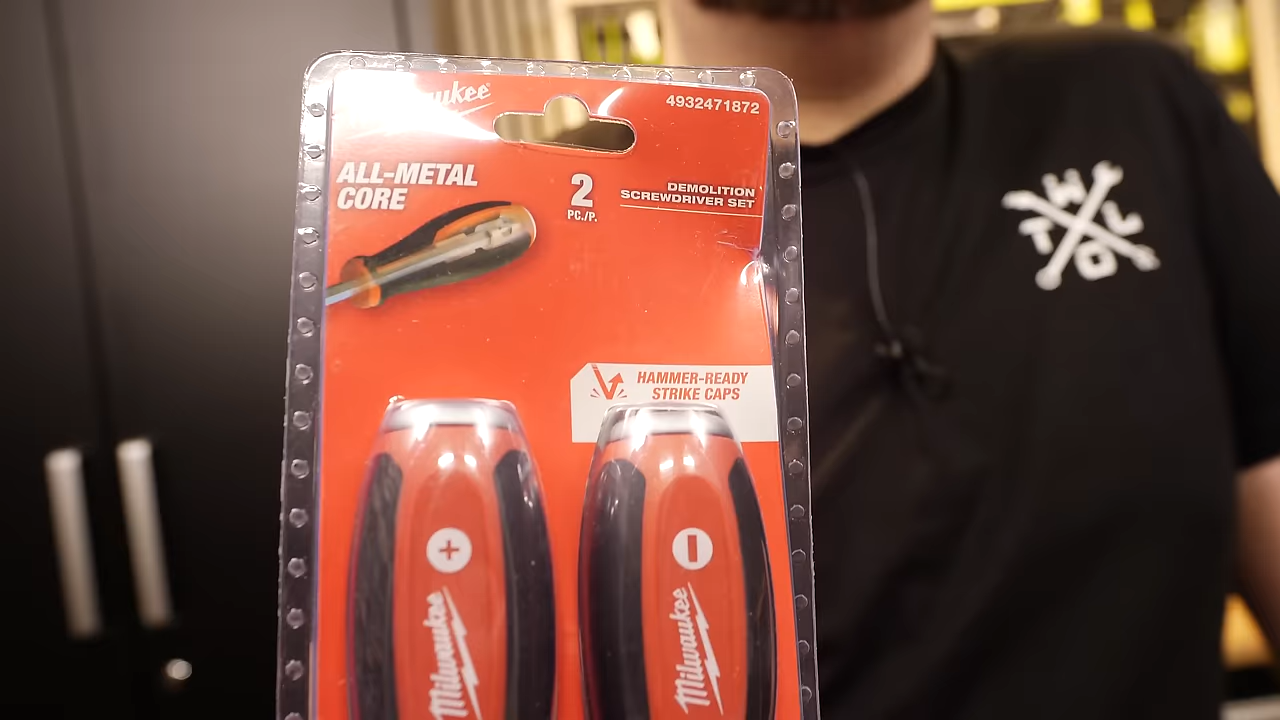 4932471872
ALL-METAL
CORE
2
PC./P.
DEMOLITION
SCREWDRIVER SET
HAMMER-READY
STRIKE CAPS
Milwaukee
Milwaukee